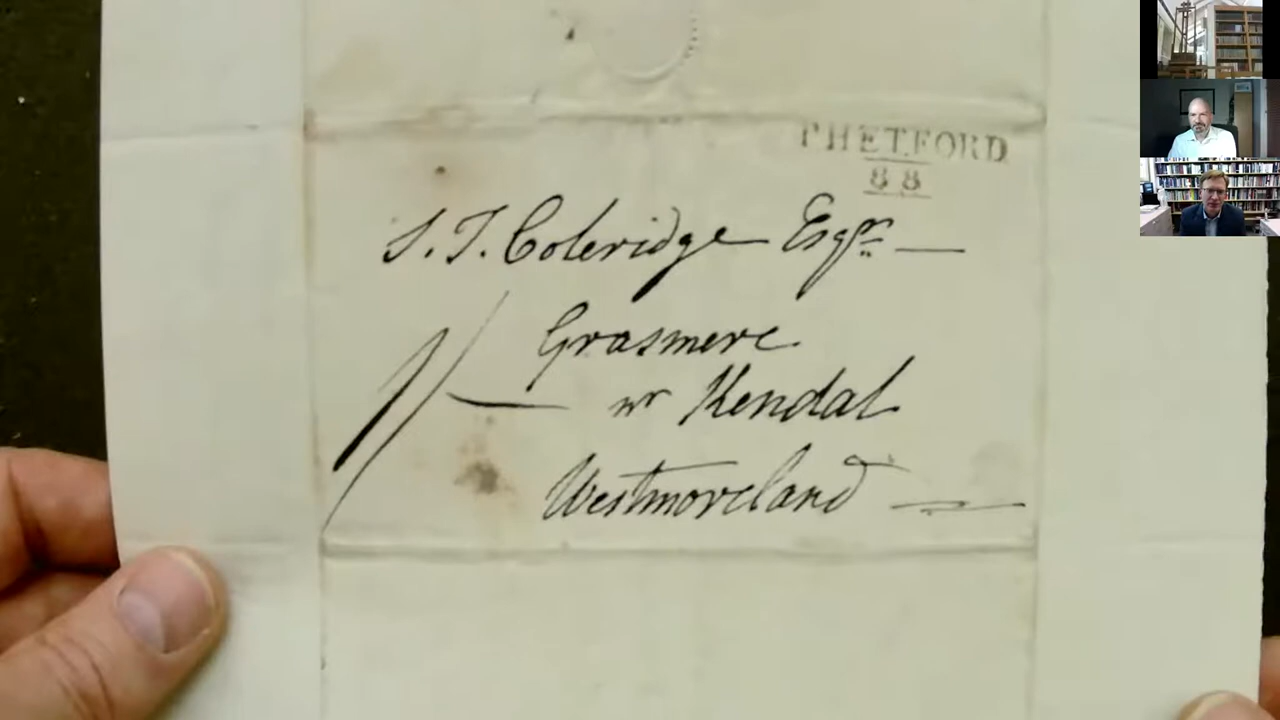 THETFORD
88
S. T. Coleridge Esqr.
Grasmere
nr Kendal
Westmoreland